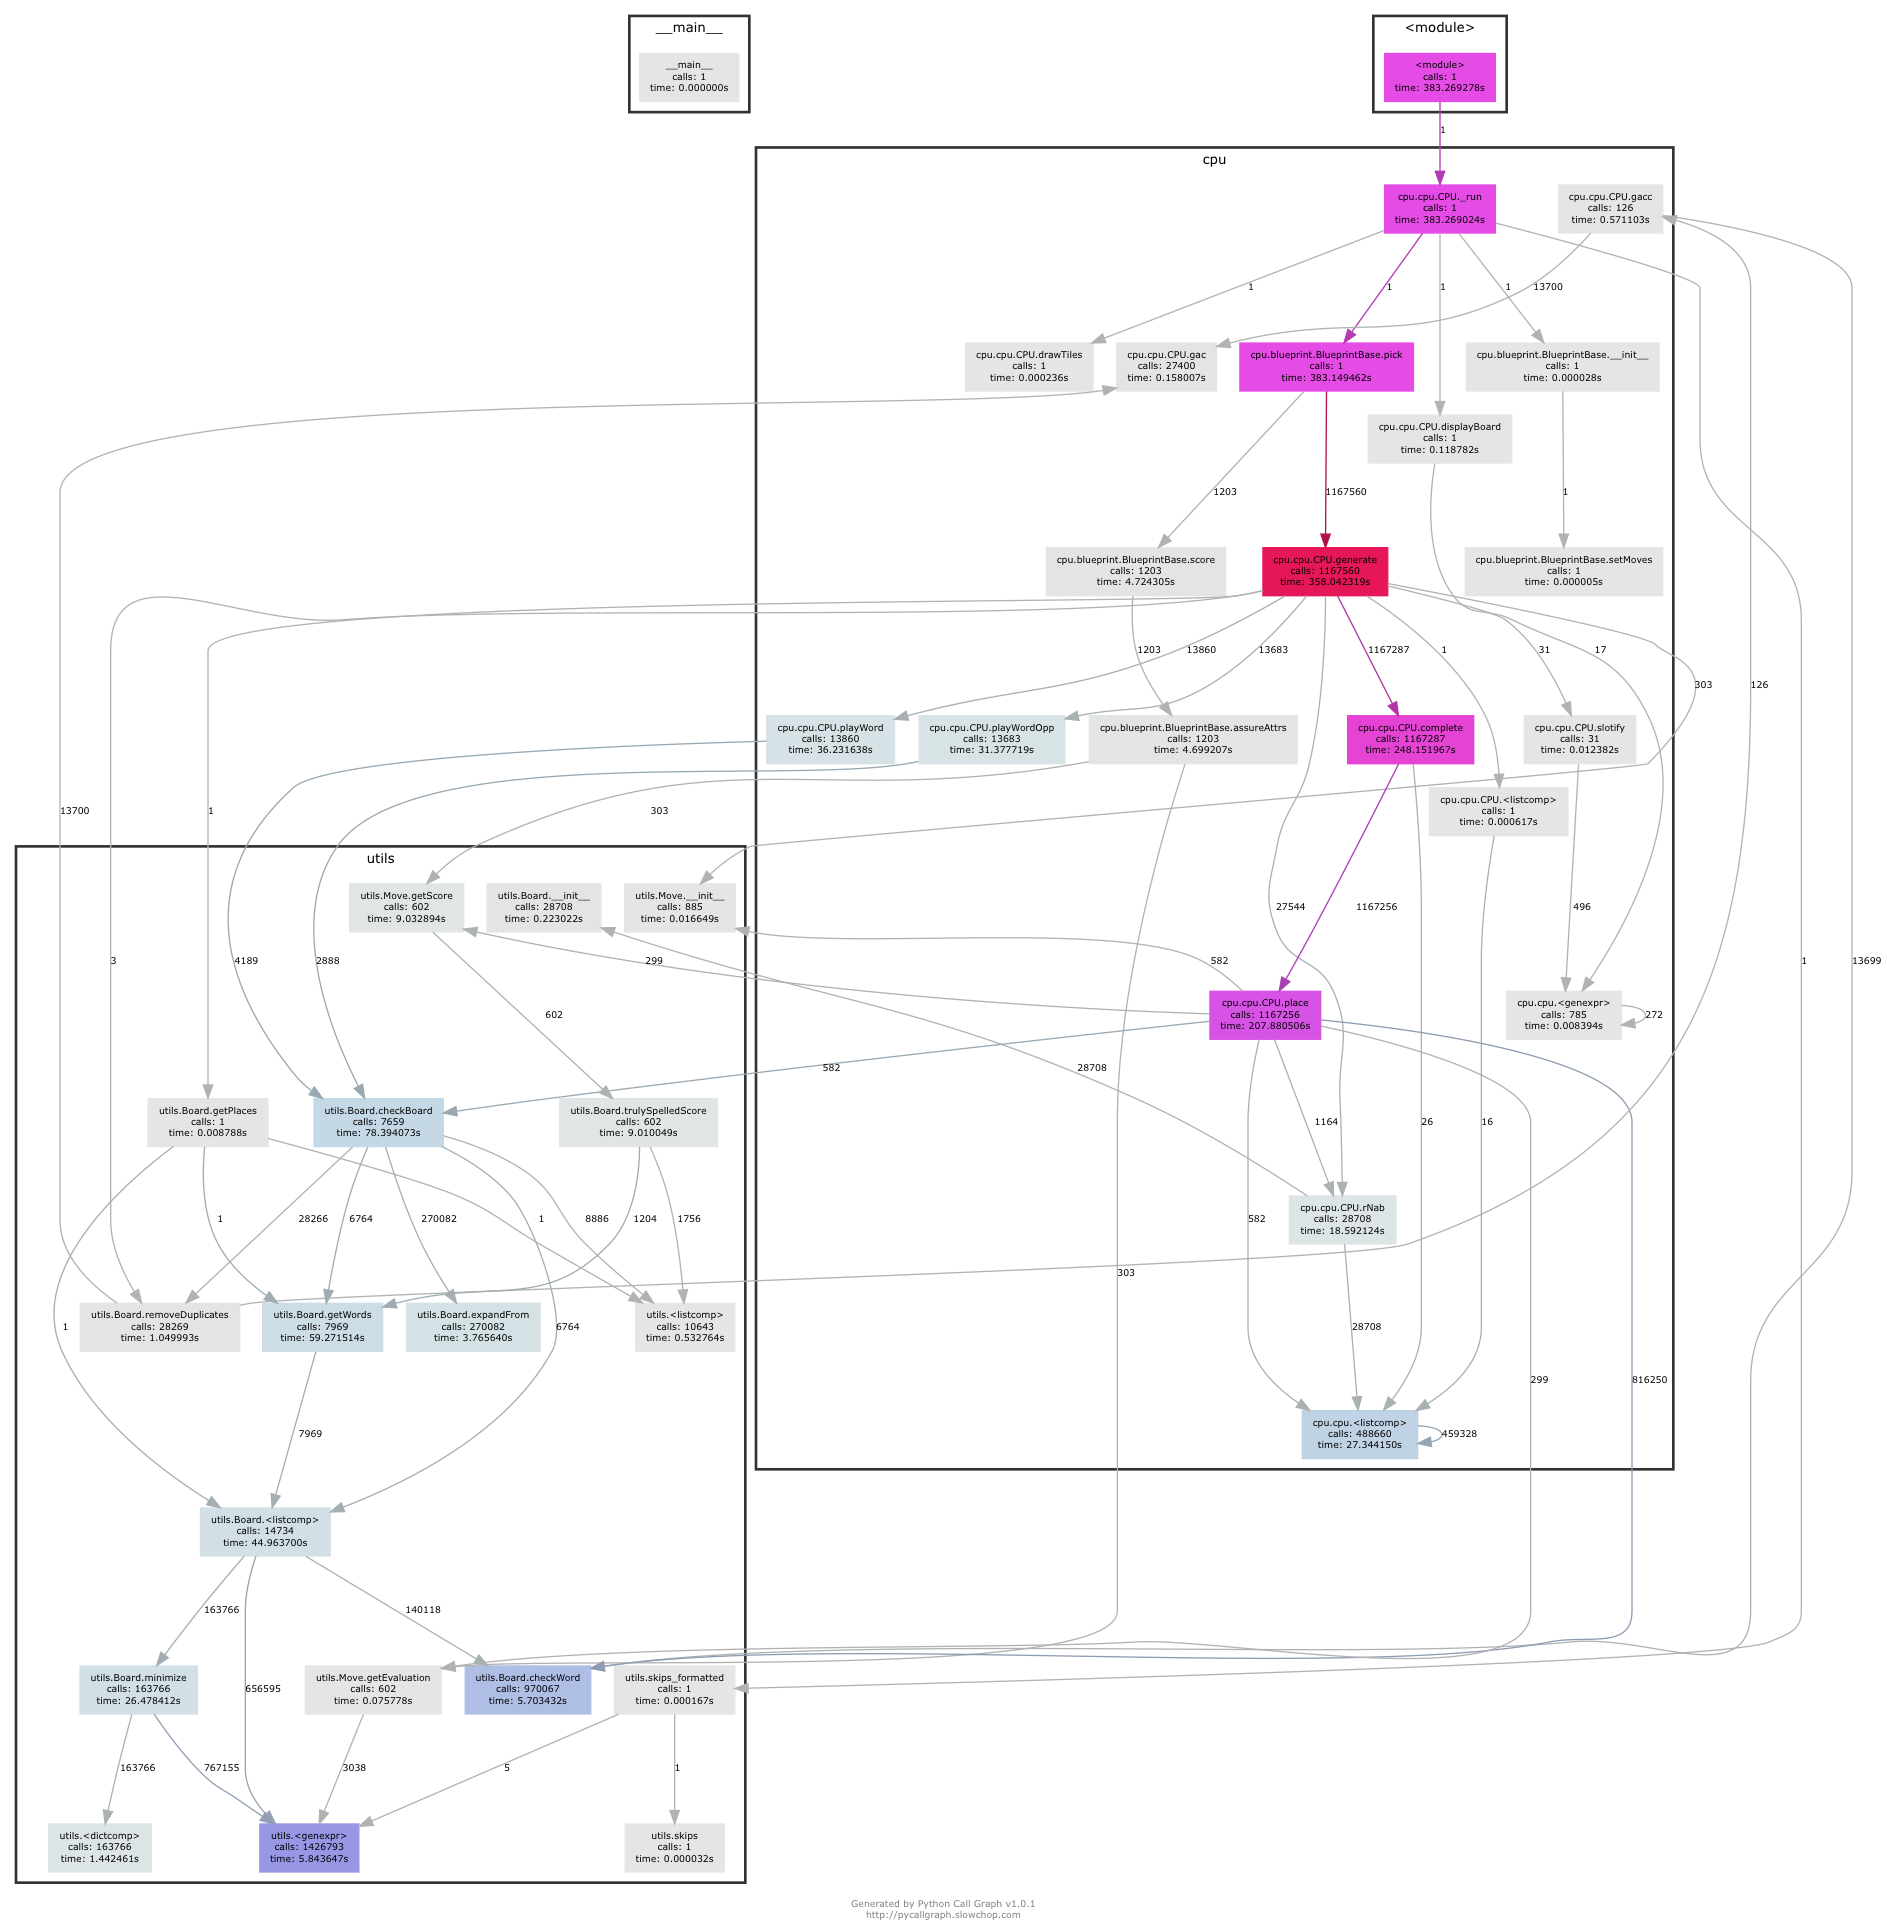 __main__
<module>
__main__
calls: 1
time: 0.000000s
<module>
calls: 1
time: 383.269278s
1
cpu
cpu.cpu.CPU._run
calls: 1
time: 383.269024s
cpu.cpu.CPU.gacc
calls: 126
time: 0.571103s
1
1
1
1
13700
cpu.cpu.CPU.drawTiles
calls: 1
time: 0.000236s
cpu.cpu.CPU.gac
calls: 27400
time: 0.158007s
cpu.blueprint.BlueprintBase.pick
calls: 1
time: 383.149462s
cpu.blueprint.BlueprintBase.__init__
calls: 1
time: 0.000028s
cpu.cpu.CPU.displayBoard
calls: 1
time: 0.118782s
1203
1167560
1
cpu.blueprint.BlueprintBase.score
calls: 1203
time: 4.724305s
cpu.cpu.CPU.generate
calls: 1167560
time: 358.042319s
cpu.blueprint.BlueprintBase.setMoves
calls: 1
time: 0.000005s
1203
13860
13683
1167287
1
31
17
303
126
cpu.cpu.CPU.playWord
calls: 13860
time: 36.231638s
cpu.cpu.CPU.playWordOpp
calls: 13683
time: 31.377719s
cpu.blueprint.BlueprintBase.assureAttrs
calls: 1203
time: 4.699207s
cpu.cpu.CPU.complete
calls: 1167287
time: 248.151967s
cpu.cpu.CPU.slotify
calls: 31
time: 0.012382s
13700
1
303
cpu.cpu.CPU.<listcomp>
calls: 1
time: 0.000617s
utils
utils.Move.getScore
calls: 602
time: 9.032894s
utils.Board.__init__
calls: 28708
time: 0.223022s
utils.Move.__init__
calls: 885
time: 0.016649s
27544
1167256
496
3
4189
2888
299
582
1
13699
602
cpu.cpu.CPU.place
calls: 1167256
time: 207.880506s
cpu.cpu.<genexpr>
calls: 785
time: 0.008394s
272
582
28708
utils.Board.getPlaces
calls: 1
time: 0.008788s
utils.Board.checkBoard
calls: 7659
time: 78.394073s
utils.Board.trulySpelledScore
calls: 602
time: 9.010049s
1164
26
16
1
28266
6764
270082
1
8886
1204
1756
582
cpu.cpu.CPU.rNab
calls: 28708
time: 18.592124s
303
utils.Board.removeDuplicates
calls: 28269
time: 1.049993s
utils.Board.getWords
calls: 7969
time: 59.271514s
utils.Board.expandFrom
calls: 270082
time: 3.765640s
utils.<listcomp>
calls: 10643
time: 0.532764s
1
6764
28708
299
816250
7969
cpu.cpu.<listcomp>
calls: 488660
time: 27.344150s
459328
utils.Board.<listcomp>
calls: 14734
time: 44.963700s
163766
140118
utils.Board.minimize
calls: 163766
time: 26.478412s
656595
utils.Move.getEvaluation
calls: 602
time: 0.075778s
utils.Board.checkWord
calls: 970067
time: 5.703432s
utils.skips_formatted
calls: 1
time: 0.000167s
163766
767155
3038
5
1
utils.<dictcomp>
calls: 163766
time: 1.442461s
utils.<genexpr>
calls: 1426793
time: 5.843647s
utils.skips
calls: 1
time: 0.000032s
Generated by Python Call Graph v1.0.1
http://pycallgraph.slowchop.com